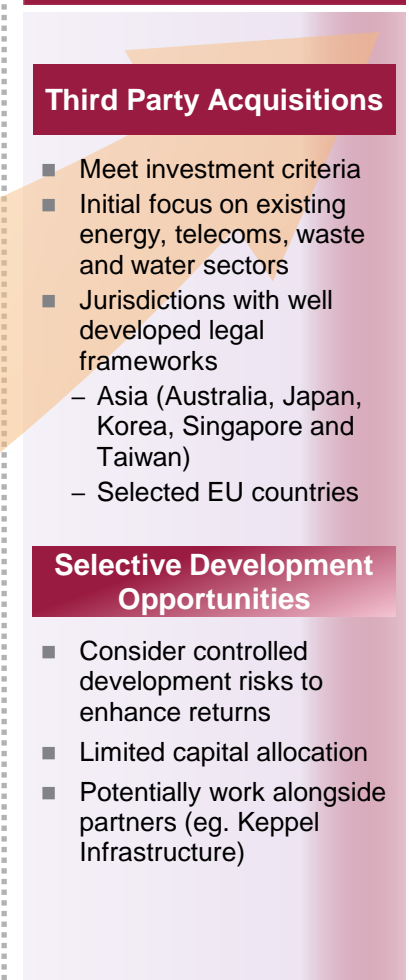 Third Party Acquisitions
■ Meet investment criteria
■ Initial focus on existing
energy, telecoms, waste
and water sectors
■ Jurisdictions with well
developed legal
frameworks
– Asia (Australia, Japan,
Korea, Singapore and
Taiwan)
– Selected EU countries
Selective Development
Opportunities
■ Consider controlled
development risks to
enhance returns
■ Limited capital allocation
■ Potentially work alongside
partners (eg. Keppel
Infrastructure)